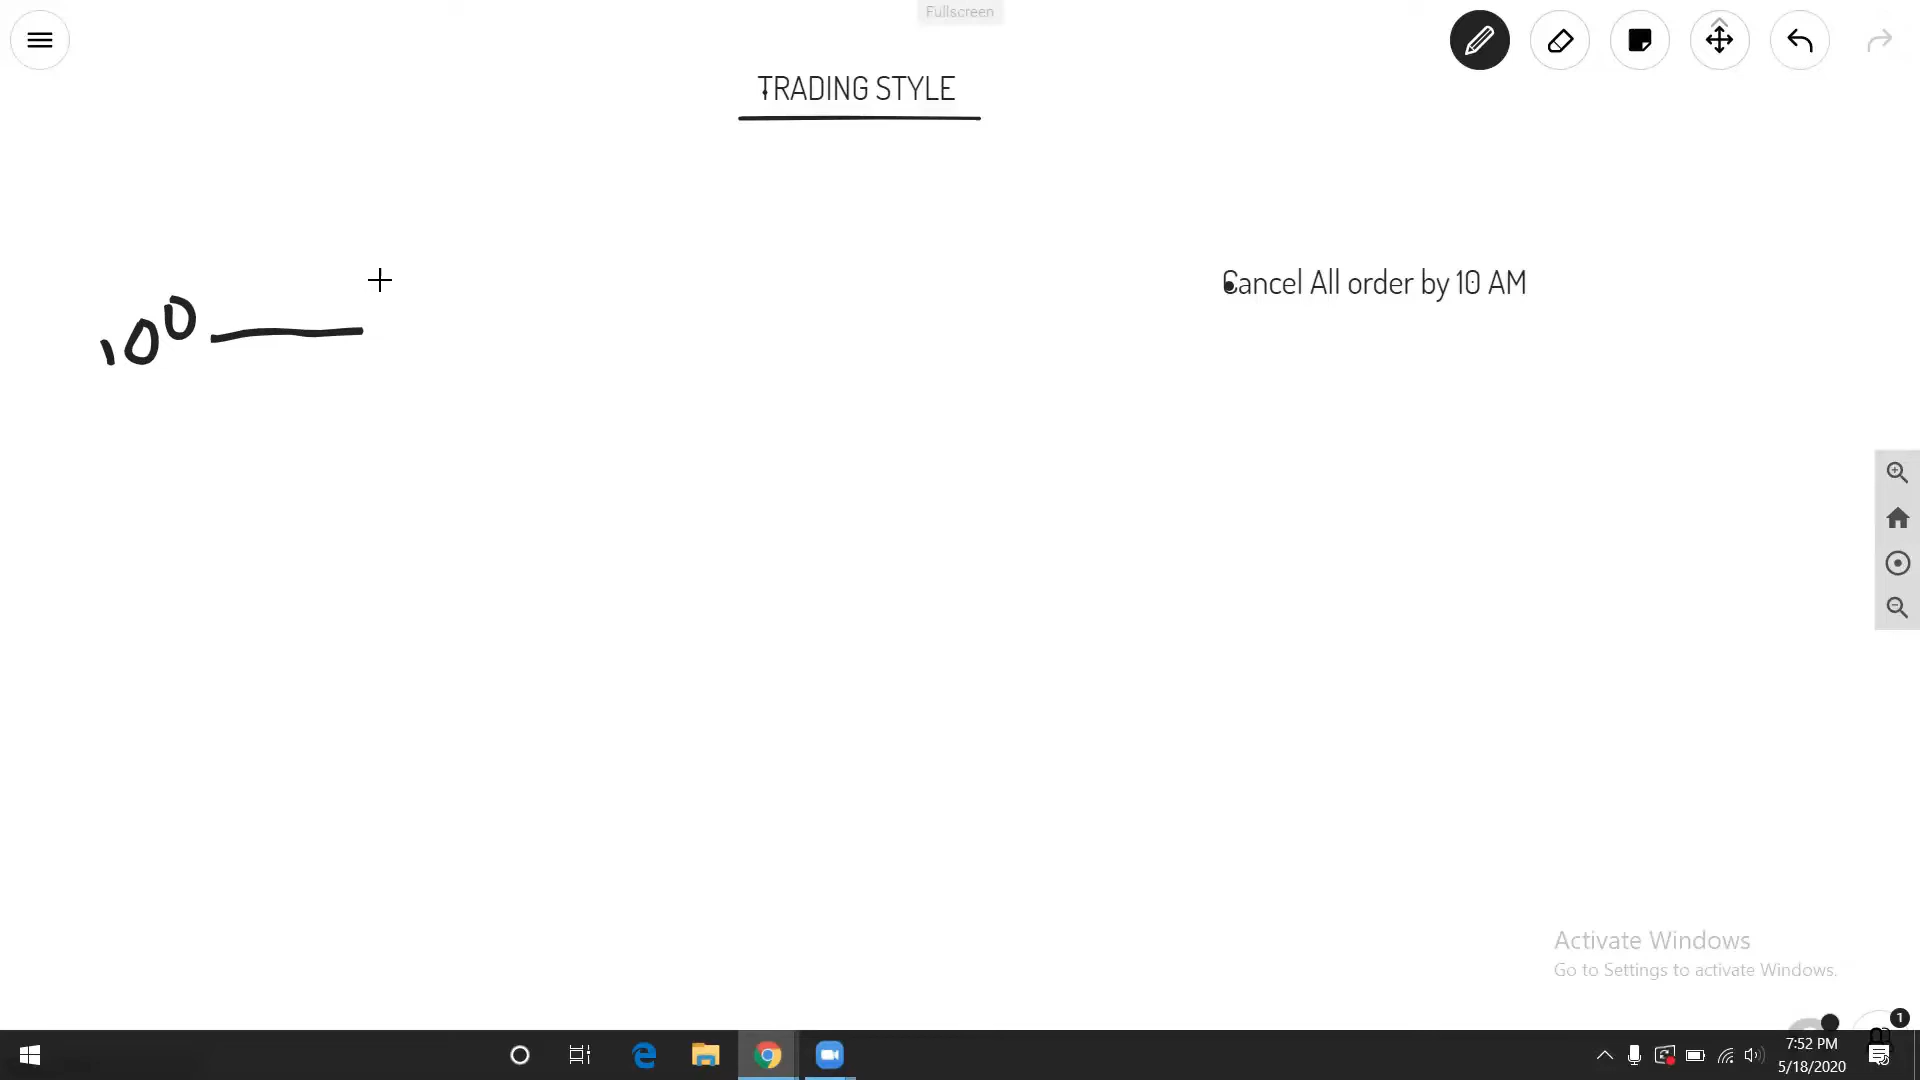 Fullscreen
TRADING STYLE
Cancel All order by 10 AM
100
Activate Windows
Go to Settings to activate Windows.
1
7:52 PM
5/18/2020